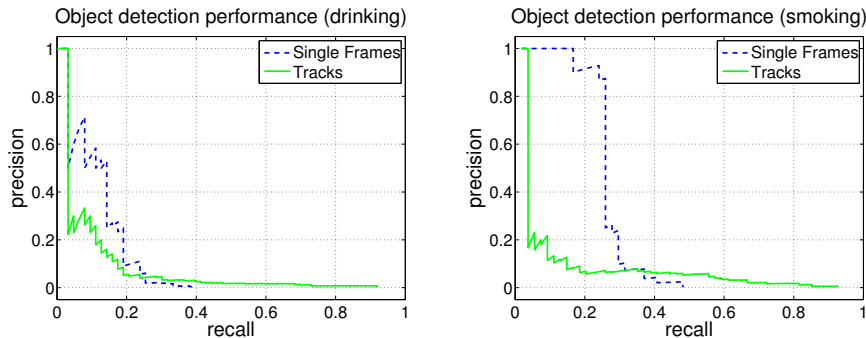 Object detection performance (drinking)
1
0.8
0.6
0.4
0.2
0
precision
Single Frames
Tracks
0
0.2
0.4
0.6
0.8
1
recall
Object detection performance (smoking)
1
0.8
0.6
0.4
0.2
0
precision
Single Frames
Tracks
0
0.2
0.4
0.6
0.8
1
recall